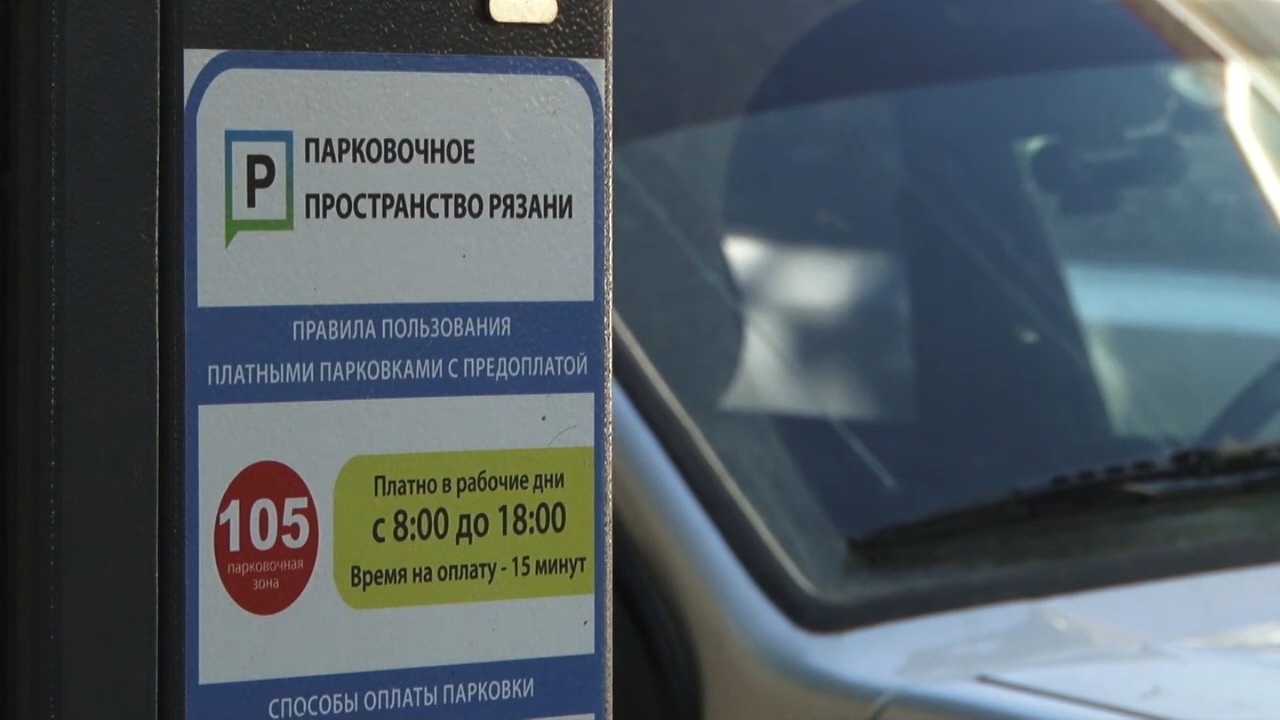 P
ПАРКОВОЧНОЕ
ПРОСТРАНСТВО РЯЗАНИ
ПРАВИЛА ПОЛЬЗОВАНИЯ
ПЛАТНЫМИ ПАРКОВКАМИ С ПРЕДОПЛАТОЙ
105
парковочная
зона
Платно в рабочие дни
с 8:00 до 18:00
Время на оплату - 15 минут
СПОСОБЫ ОПЛАТЫ ПАРКОВКИ